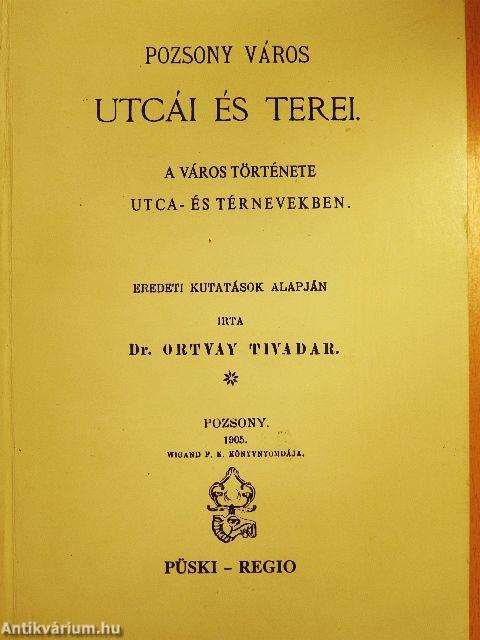 POZSONY VÁROS
UTCÁI ÉS TEREI.
A VÁROS TÖRTÉNETE
UTCA- ÉS TÉRNEVEKBEN.
EREDETI KUTATÁSOK ALAPJÁN
IRTA
Dr. ORTVAY TIVADAR.
POZSONY.
1905.
WIGAND F. K. KÖNYVNYOMDÁJA.
PÜSKI – REGIO
Antikvárium.hu